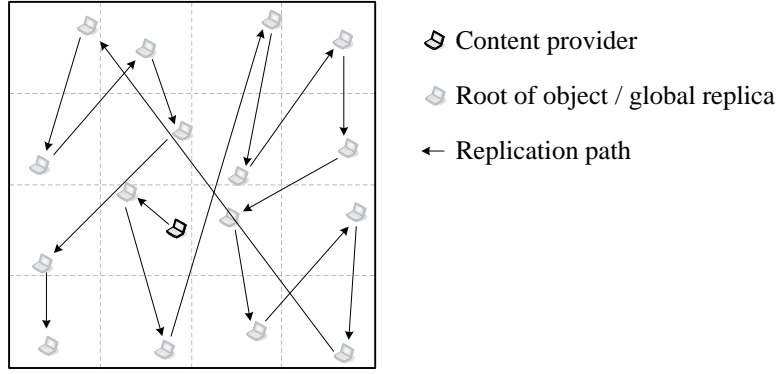 Content provider
Root of object / global replica
Replication path